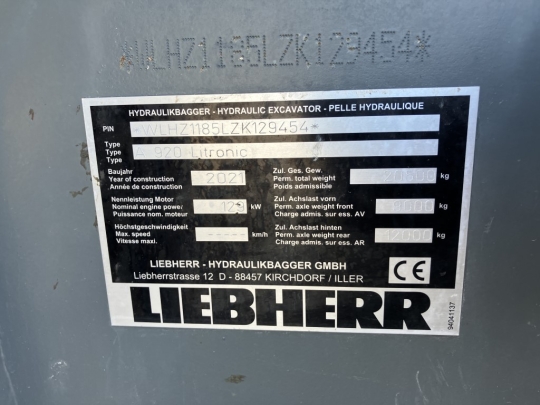 *WLHZ1185LZK129454*
HYDRAULIKBAGGER - HYDRAULIC EXCAVATOR - PELLE HYDRAULIQUE
PIN WLHZ1185LZK129454
Type
Type 920 Litronic
Type
Baujahr
Year of construction 2021
Année de construction
Nennleistung Motor
Nominal engine power 129 kW
Puissance nom. moteur
Höchstgeschwindigkeit
Max. speed km/h
Vitesse maxi.
Zul. Ges. Gew.
Perm. total weight kg
Poids admissible
Zul. Achslast vorn
Perm. axle weight front kg
Charge admis. sur ess. AV
Zul. Achslast hinten
Perm. axle weight rear kg
Charge admis. sur ess. AR
LIEBHERR - HYDRAULIKBAGGER GMBH
Liebherrstrasse 12 D - 88457 KIRCHDORF / ILLER
CE
LIEBHERR
94041137